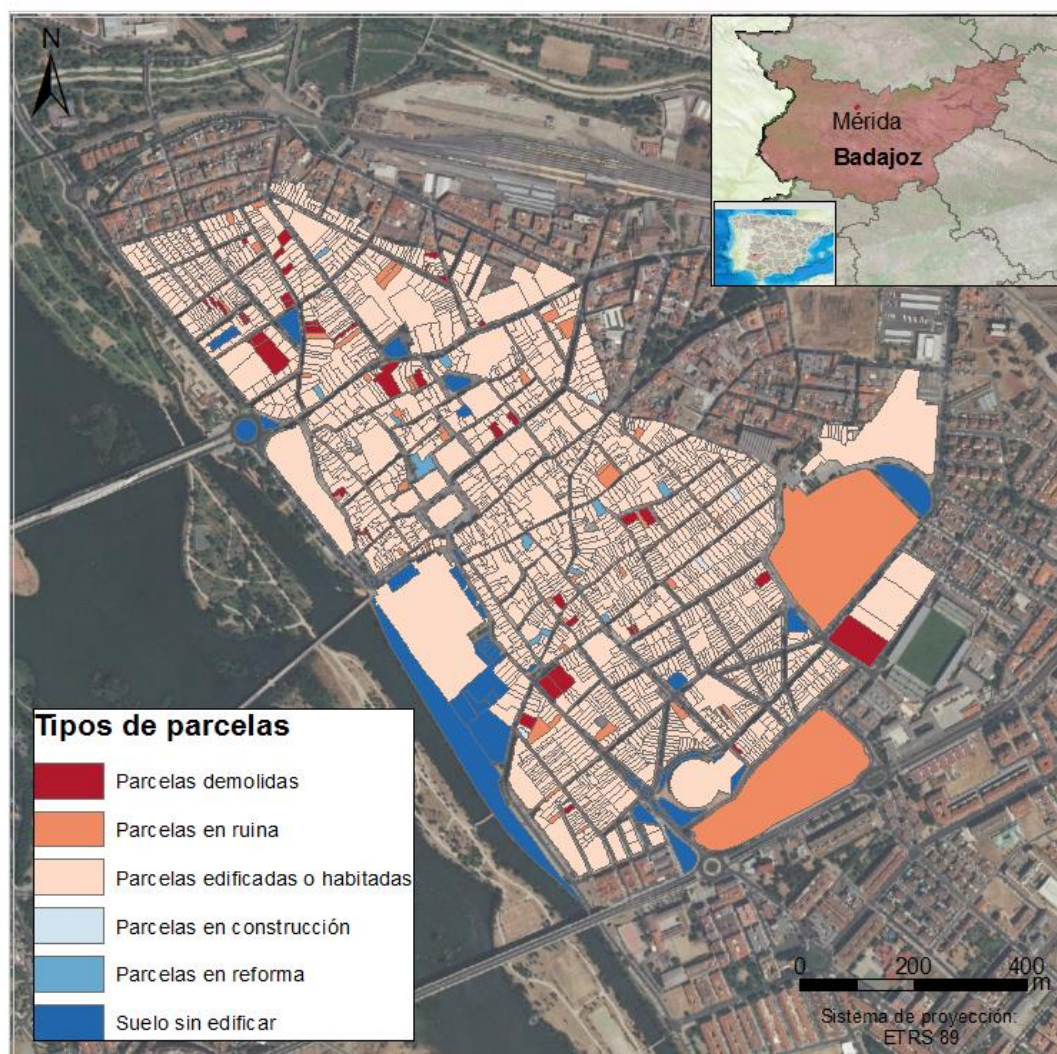 N
Mérida
Badajoz
Tipos de parcelas
Parcelas demolidas
Parcelas en ruina
Parcelas edificadas o habitadas
Parcelas en construcción
Parcelas en reforma
Suelo sin edificar
0 200 400
m
Sistema de proyección:
ETRS 89